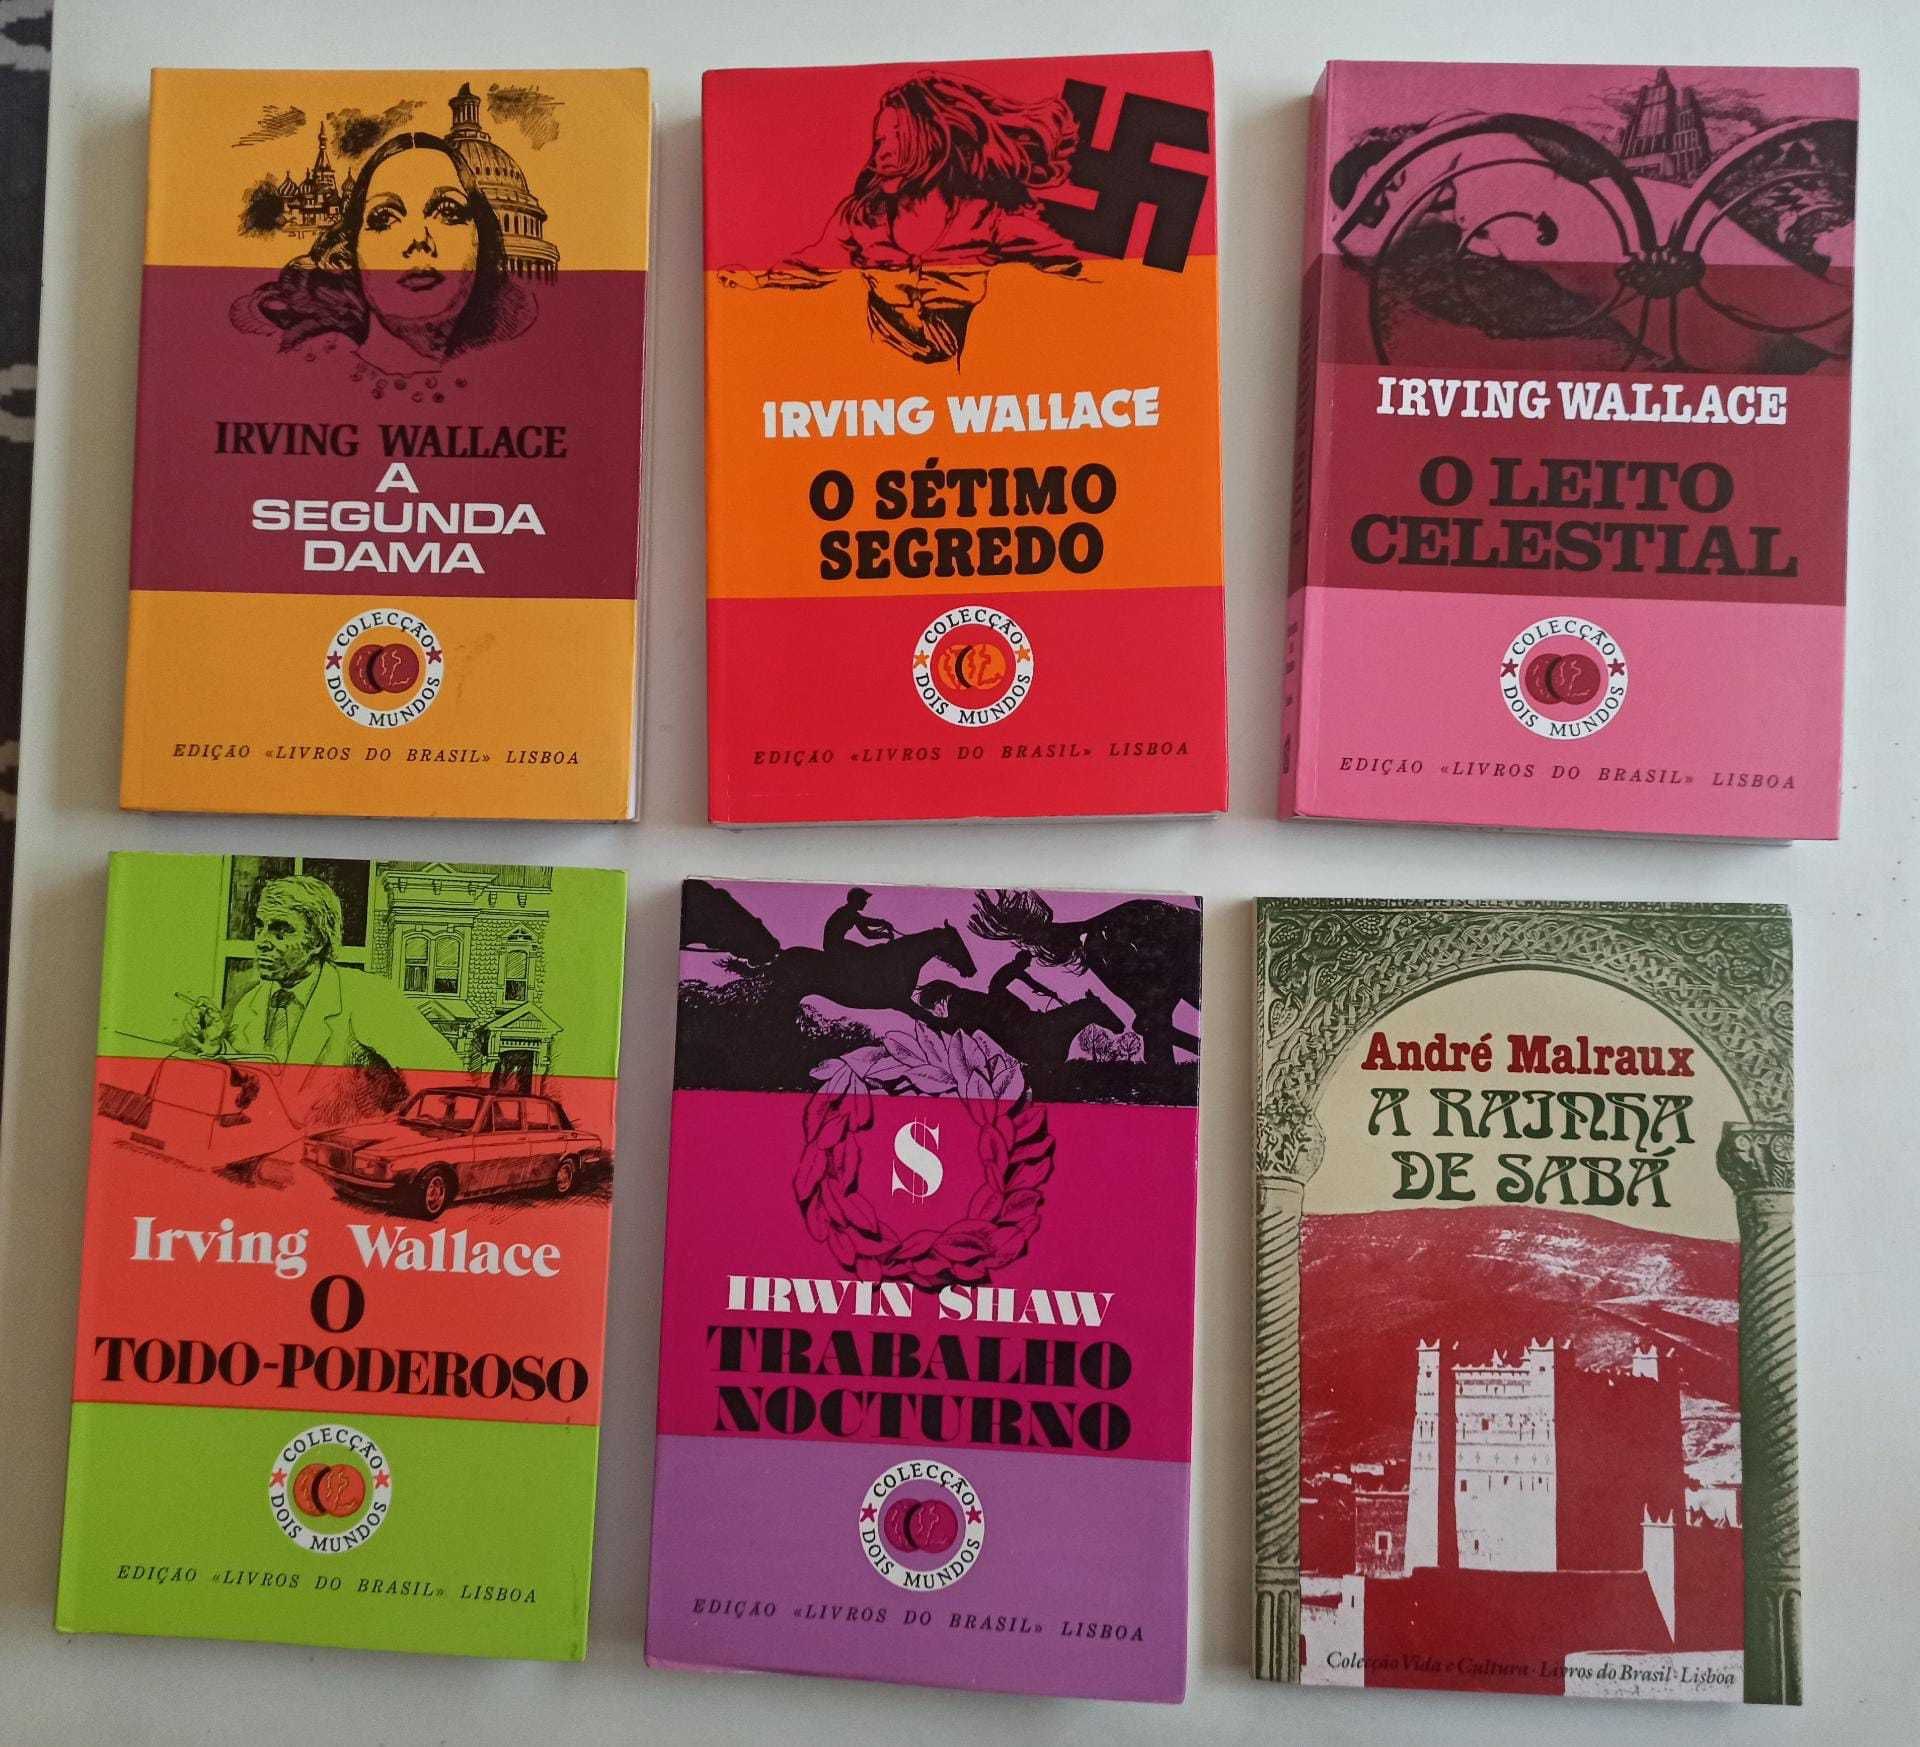 IRVING WALLACE
A
SEGUNDA
DAMA
COLECÇÃO
DOIS MUNDOS
EDIÇÃO «LIVROS DO BRASIL» LISBOA
IRVING WALLACE
O SÉTIMO
SEGREDO
COLECÇÃO
DOIS MUNDOS
EDIÇÃO «LIVROS DO BRASIL» LISBOA
IRVING WALLACE
O LEITO
CELESTIAL
COLECÇÃO
DOIS MUNDOS
EDIÇÃO «LIVROS DO BRASIL» LISBOA
Irving Wallace
O
TODO-PODEROSO
COLECÇÃO
DOIS MUNDOS
EDIÇÃO «LIVROS DO BRASIL» LISBOA
$
IRWIN SHAW
TRABALHO
NOCTURNO
COLECÇÃO
DOIS MUNDOS
EDIÇÃO «LIVROS DO BRASIL» LISBOA
André Malraux
A RAINHA
DE SABÁ
Colecção Vida e Cultura · Livros do Brasil · Lisboa